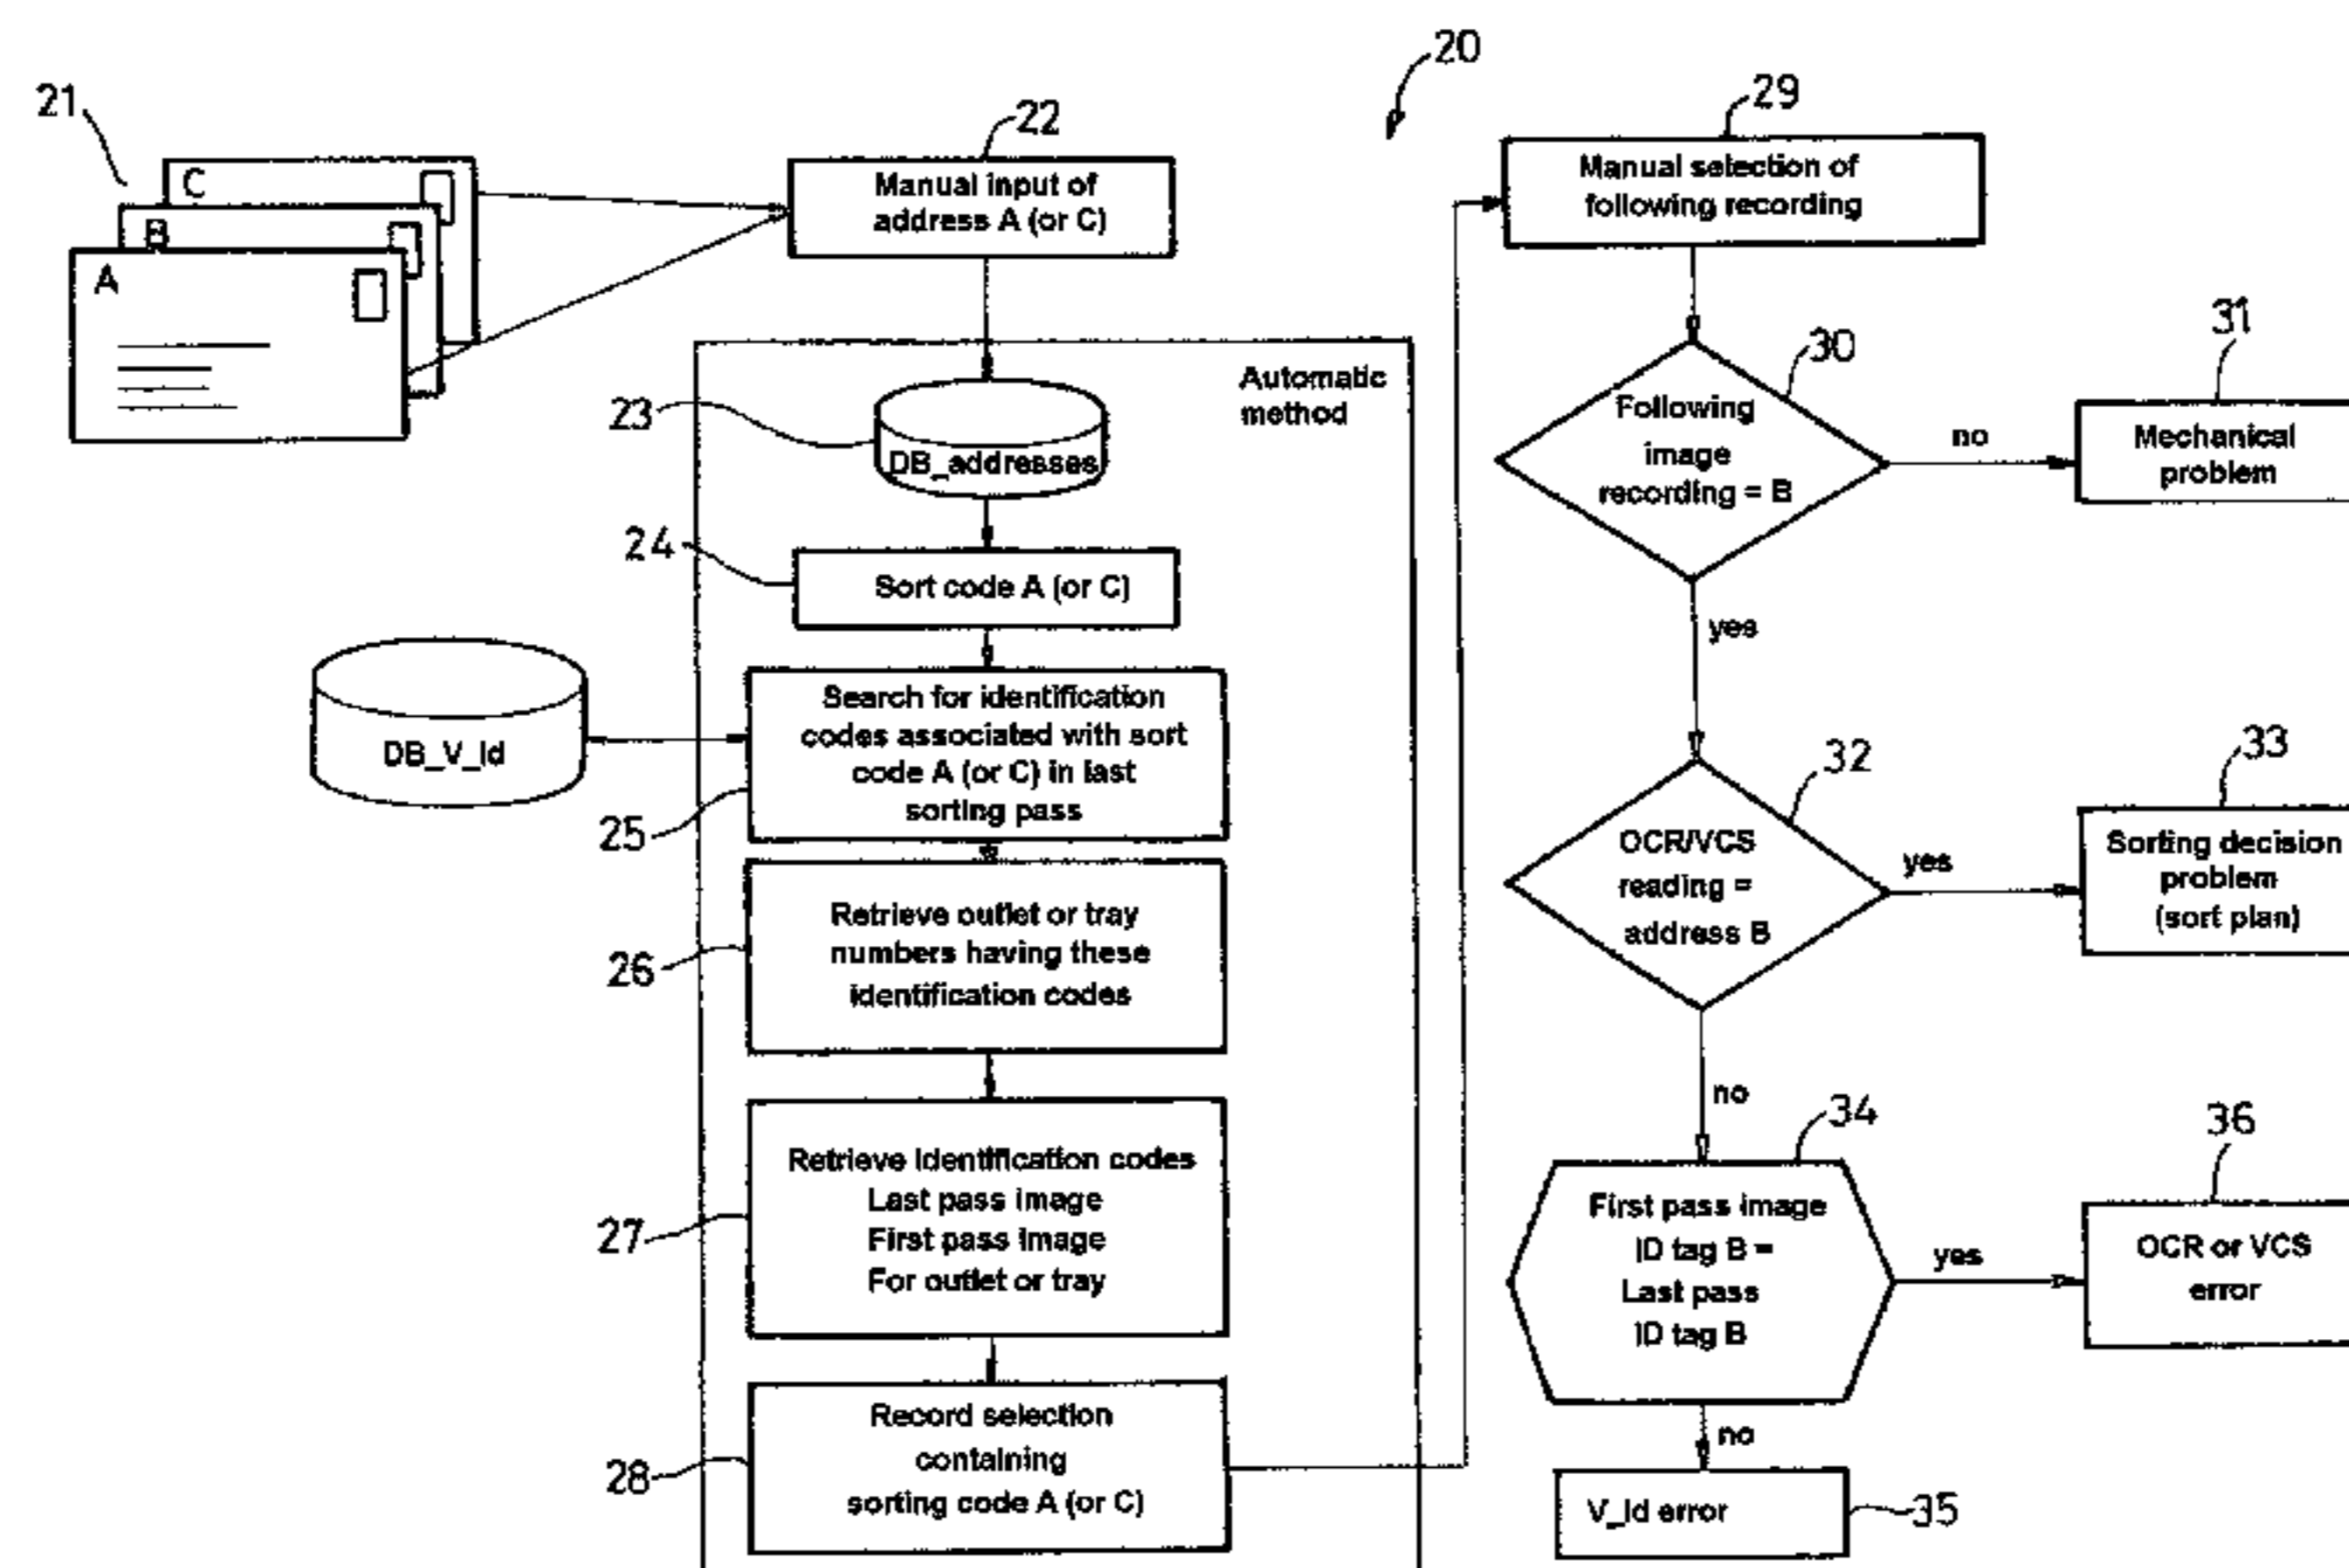 20
21
22
29
C
B
A
Manual input of
address A (or C)
Manual selection of
following recording
Automatic
method
23
DB_addresses
24
Sort code A (or C)
DB_V_Id
Search for identification
codes associated with sort
code A (or C) in last
sorting pass
25
Retrieve outlet or tray
numbers having these
identification codes
26
Retrieve identification codes
Last pass image
First pass image
For outlet or tray
27
Record selection
containing
sorting code A (or C)
28
30
Following
image
recording = B
no
31
Mechanical
problem
yes
32
OCR/VCS
reading =
address B
yes
33
Sorting decision
problem
(sort plan)
no
34
First pass image
ID tag B =
Last pass
ID tag B
yes
36
OCR or VCS
error
no
V_Id error
35